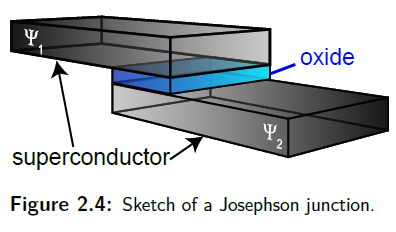 Ψ1
oxide
Ψ2
superconductor
Figure 2.4: Sketch of a Josephson junction.